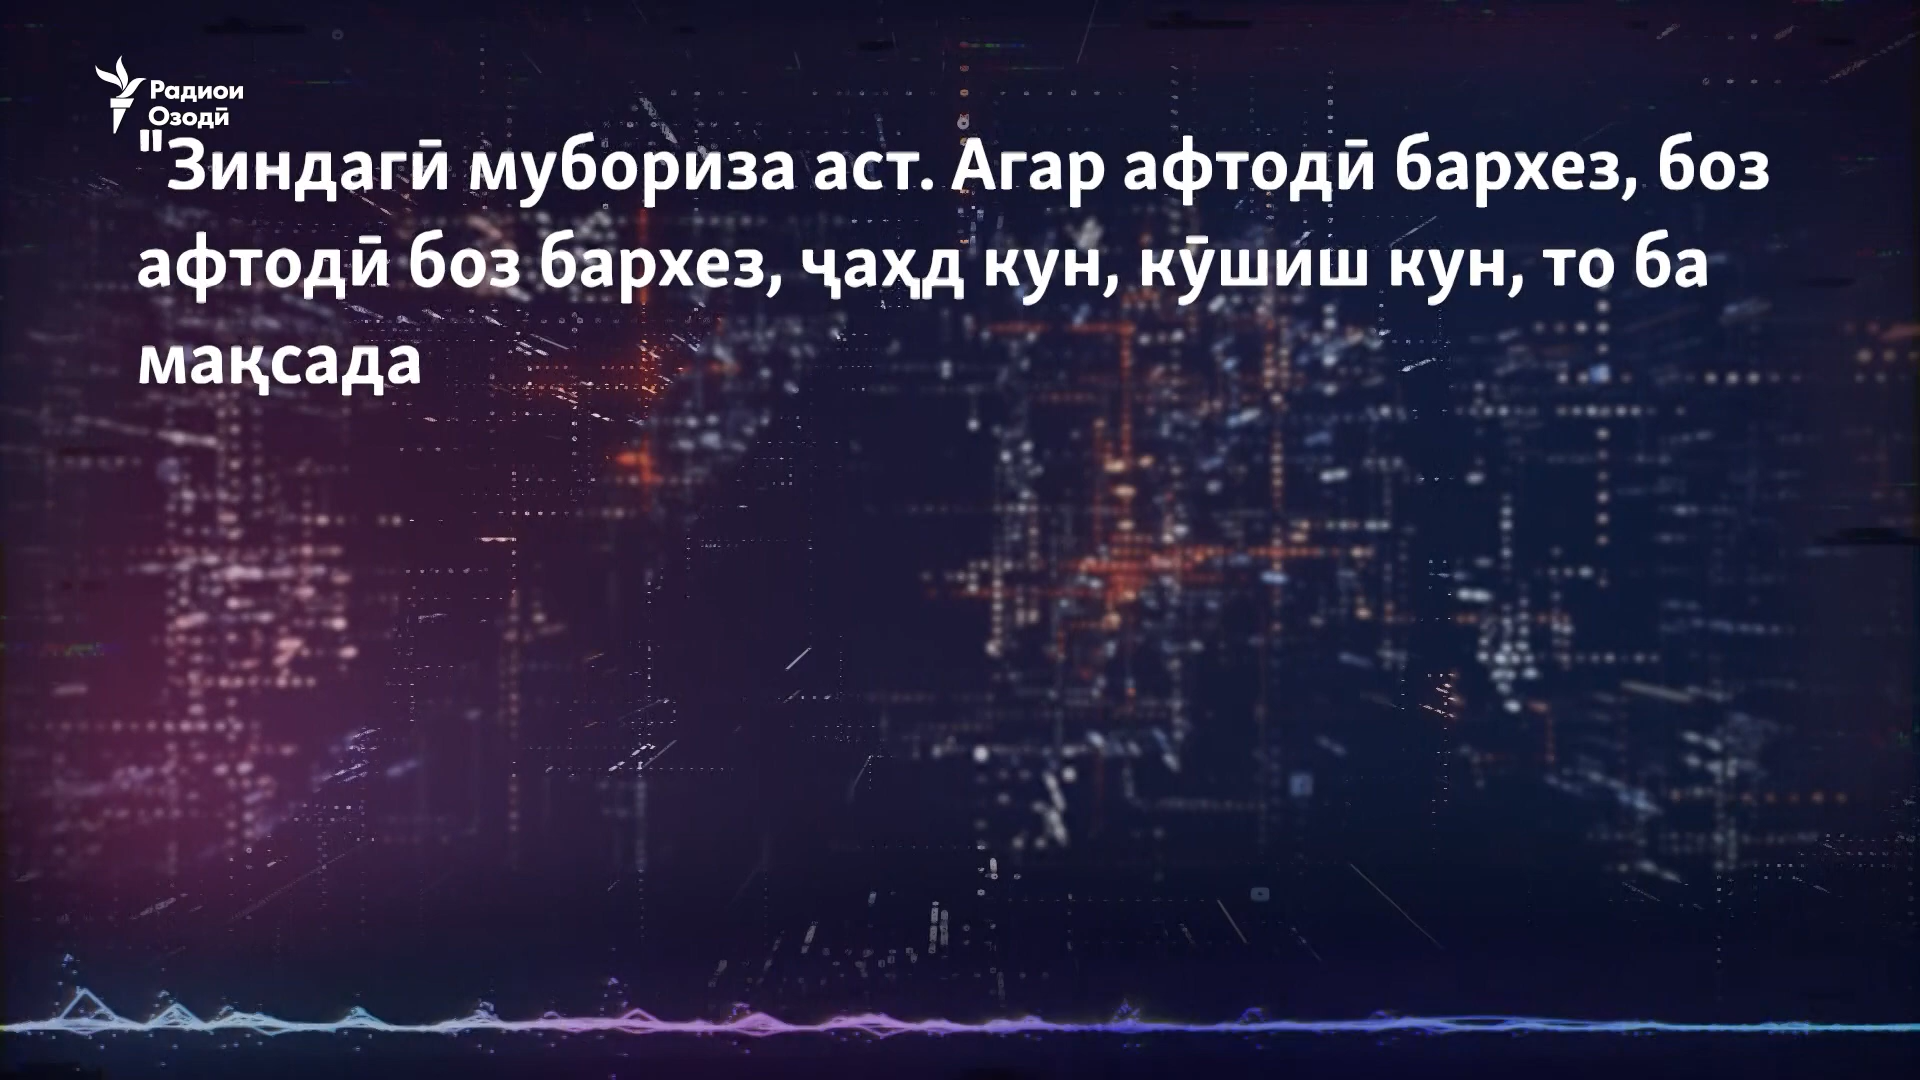 Радиои
Озодӣ
"Зиндагӣ мубориза аст. Агар афтодӣ бархез, боз
афтодӣ боз бархез, ҷаҳд кун, кӯшиш кун, то ба
мақсада